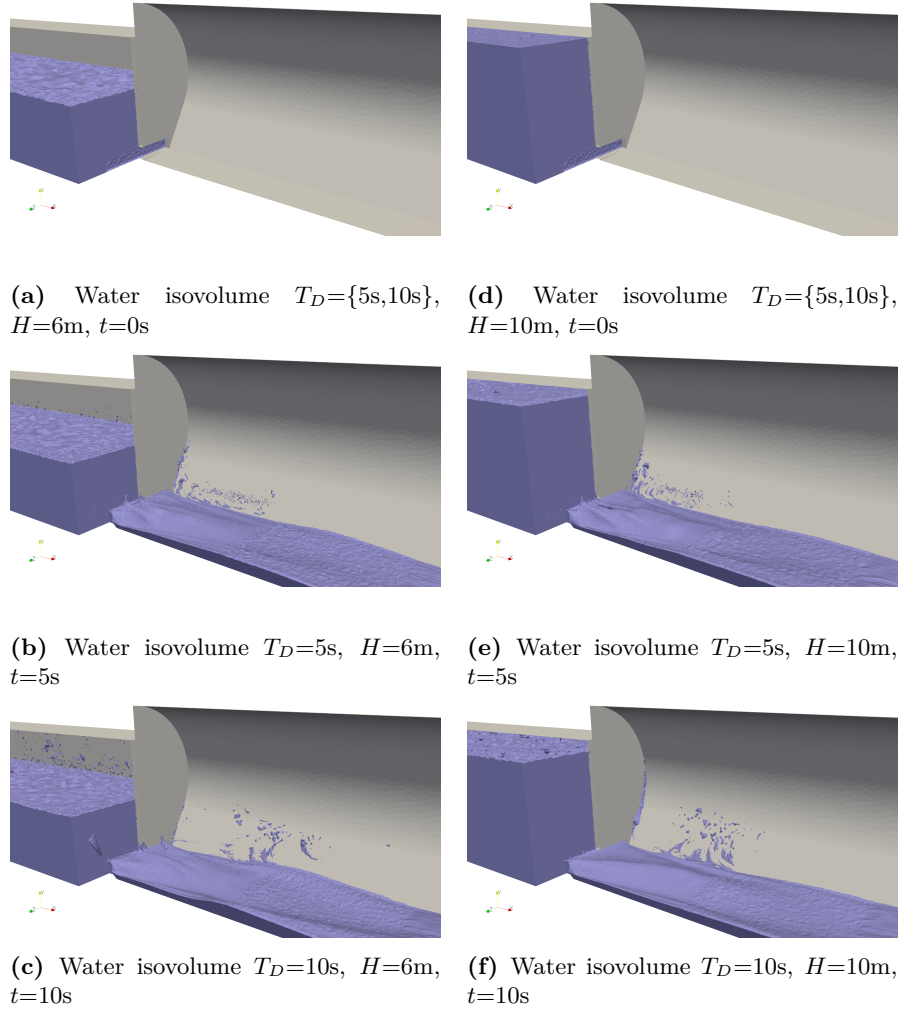 (a) Water isovolume T_D={5s,10s},
H=6m, t=0s
(d) Water isovolume T_D={5s,10s},
H=10m, t=0s
(b) Water isovolume T_D=5s, H=6m,
t=5s
(e) Water isovolume T_D=5s, H=10m,
t=5s
(c) Water isovolume T_D=10s, H=6m,
t=10s
(f) Water isovolume T_D=10s, H=10m,
t=10s